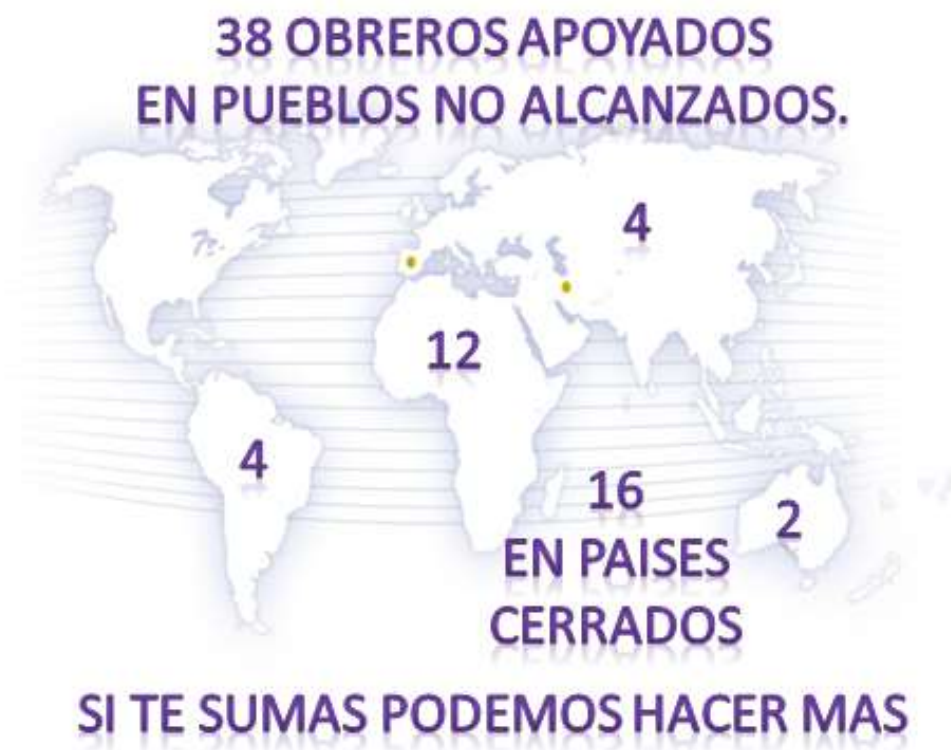 38 OBREROS APOYADOS
EN PUEBLOS NO ALCANZADOS.
4
12
4
16
EN PAISES
CERRADOS
2
SI TE SUMAS PODEMOS HACER MAS